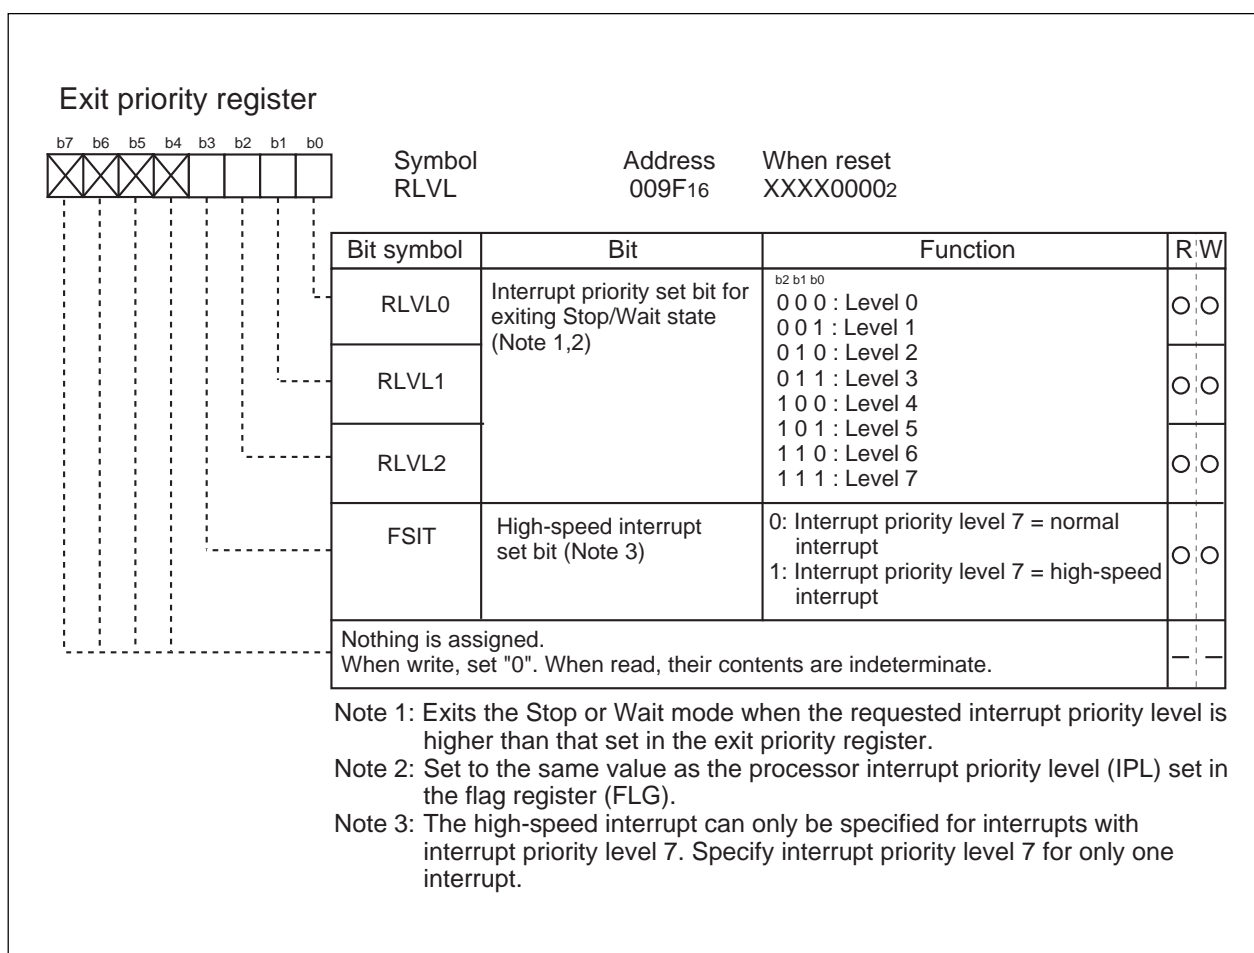 Exit priority register
b7 b6 b5 b4 b3 b2 b1 b0
Symbol Address When reset
RLVL 009F16 XXXX00002
Bit symbol Bit Function R W
RLVL0
Interrupt priority set bit for
exiting Stop/Wait state
(Note 1,2)
b2 b1 b0
0 0 0 : Level 0
0 0 1 : Level 1
0 1 0 : Level 2
0 1 1 : Level 3
1 0 0 : Level 4
1 0 1 : Level 5
1 1 0 : Level 6
1 1 1 : Level 7
RLVL1
RLVL2
FSIT
High-speed interrupt
set bit (Note 3)
0: Interrupt priority level 7 = normal
interrupt
1: Interrupt priority level 7 = high-speed
interrupt
Nothing is assigned.
When write, set "0". When read, their contents are indeterminate.
Note 1: Exits the Stop or Wait mode when the requested interrupt priority level is
higher than that set in the exit priority register.
Note 2: Set to the same value as the processor interrupt priority level (IPL) set in
the flag register (FLG).
Note 3: The high-speed interrupt can only be specified for interrupts with
interrupt priority level 7. Specify interrupt priority level 7 for only one
interrupt.